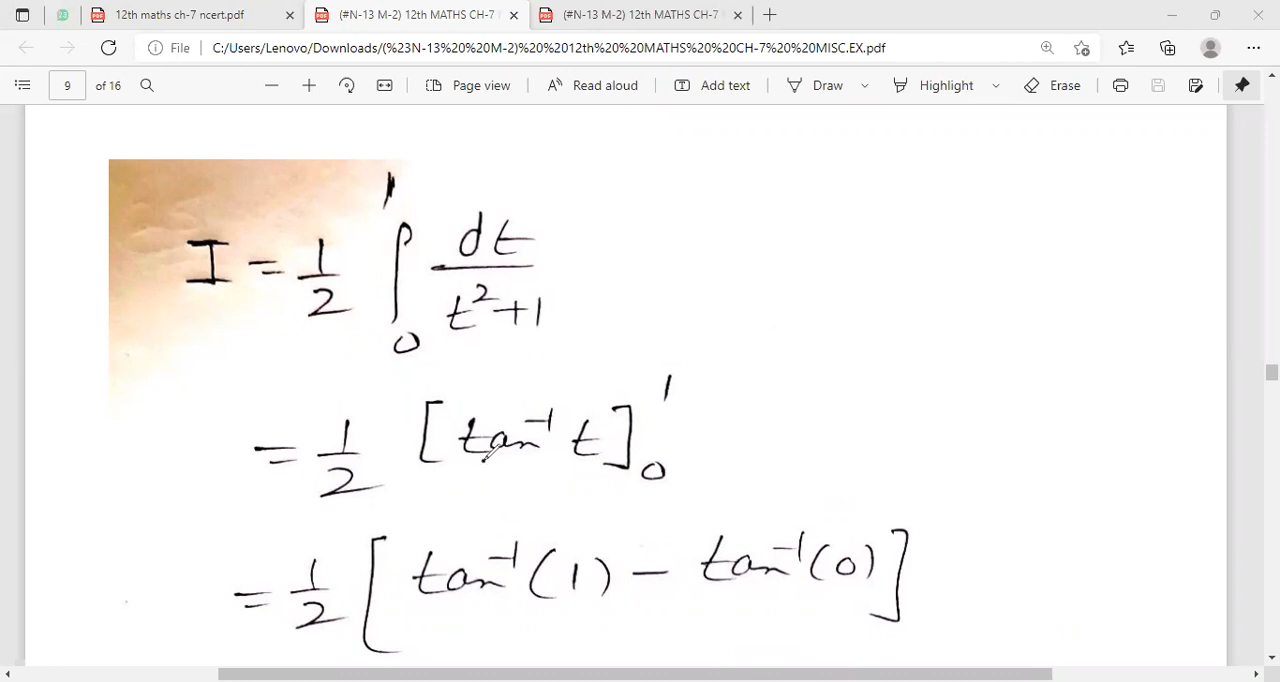 12th maths ch-7 ncert.pdf
(#N-13 M-2) 12th MATHS CH-7
(#N-13 M-2) 12th MATHS CH-7
File C:/Users/Lenovo/Downloads/(%23N-13%20%20M-2)%20%2012th%20%20MATHS%20%20CH-7%20%20MISC.EX.pdf
9 of 16 Page view Read aloud Add text Draw Highlight Erase
I = 1/2 ∫₀¹ dt/(t²+1)
= 1/2 [tan⁻¹ t]₀¹
= 1/2 [tan⁻¹(1) − tan⁻¹(0)]